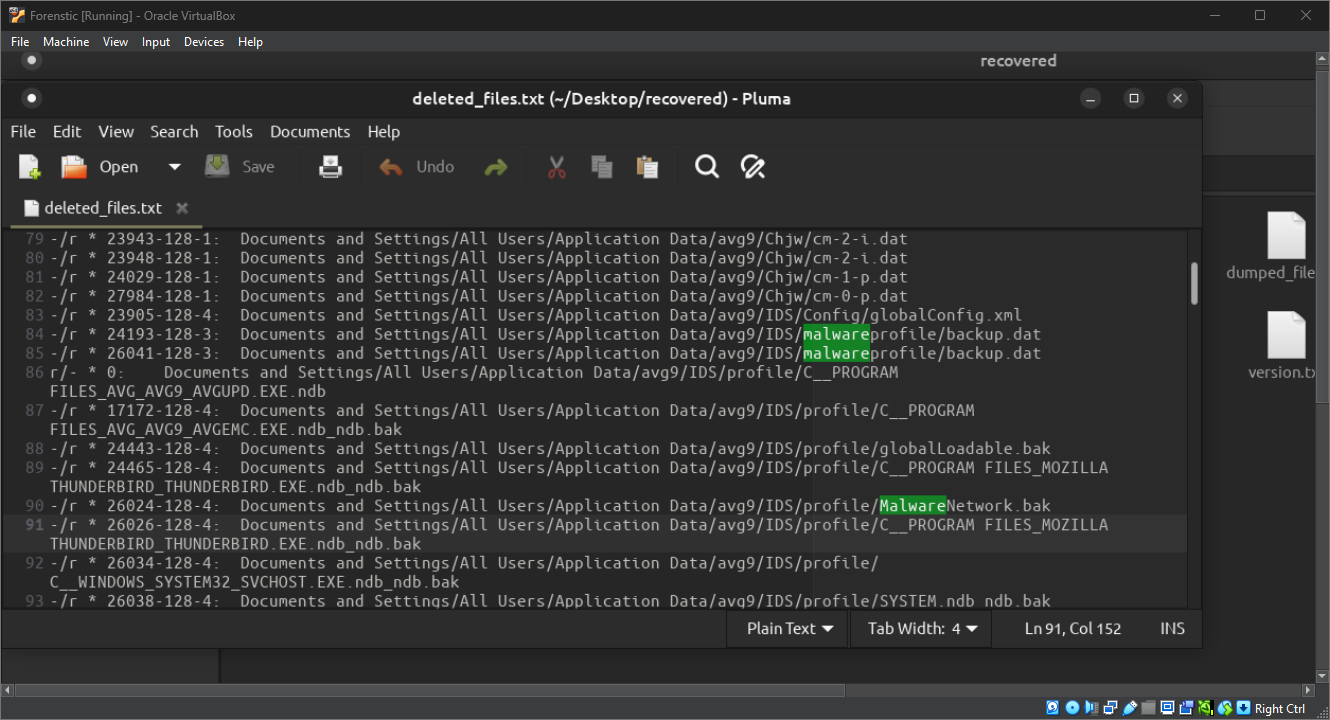 Forenstic [Running] - Oracle VirtualBox
File Machine View Input Devices Help
recovered
deleted_files.txt (~/Desktop/recovered) - Pluma
File Edit View Search Tools Documents Help
Open Save Undo
deleted_files.txt
79 -/r * 23943-128-1: Documents and Settings/All Users/Application Data/avg9/Chjw/cm-2-i.dat
80 -/r * 23948-128-1: Documents and Settings/All Users/Application Data/avg9/Chjw/cm-2-i.dat
81 -/r * 24029-128-1: Documents and Settings/All Users/Application Data/avg9/Chjw/cm-1-p.dat
82 -/r * 27984-128-1: Documents and Settings/All Users/Application Data/avg9/Chjw/cm-0-p.dat
83 -/r * 23905-128-4: Documents and Settings/All Users/Application Data/avg9/IDS/Config/globalConfig.xml
84 -/r * 24193-128-3: Documents and Settings/All Users/Application Data/avg9/IDS/malwareprofile/backup.dat
85 -/r * 26041-128-3: Documents and Settings/All Users/Application Data/avg9/IDS/malwareprofile/backup.dat
86 r/- * 0: Documents and Settings/All Users/Application Data/avg9/IDS/profile/C__PROGRAM
FILES_AVG_AVG9_AVGUPD.EXE.ndb
87 -/r * 17172-128-4: Documents and Settings/All Users/Application Data/avg9/IDS/profile/C__PROGRAM
FILES_AVG_AVG9_AVGEMC.EXE.ndb_ndb.bak
88 -/r * 24443-128-4: Documents and Settings/All Users/Application Data/avg9/IDS/profile/globalLoadable.bak
89 -/r * 24465-128-4: Documents and Settings/All Users/Application Data/avg9/IDS/profile/C__PROGRAM FILES_MOZILLA
THUNDERBIRD_THUNDERBIRD.EXE.ndb_ndb.bak
90 -/r * 26024-128-4: Documents and Settings/All Users/Application Data/avg9/IDS/profile/MalwareNetwork.bak
91 -/r * 26026-128-4: Documents and Settings/All Users/Application Data/avg9/IDS/profile/C__PROGRAM FILES_MOZILLA
THUNDERBIRD_THUNDERBIRD.EXE.ndb_ndb.bak
92 -/r * 26034-128-4: Documents and Settings/All Users/Application Data/avg9/IDS/profile/
C__WINDOWS_SYSTEM32_SVCHOST.EXE.ndb_ndb.bak
93 -/r * 26038-128-4: Documents and Settings/All Users/Application Data/avg9/IDS/profile/SYSTEM.ndb_ndb.bak
Plain Text Tab Width: 4 Ln 91, Col 152 INS
dumped_file
version.tx
Right Ctrl